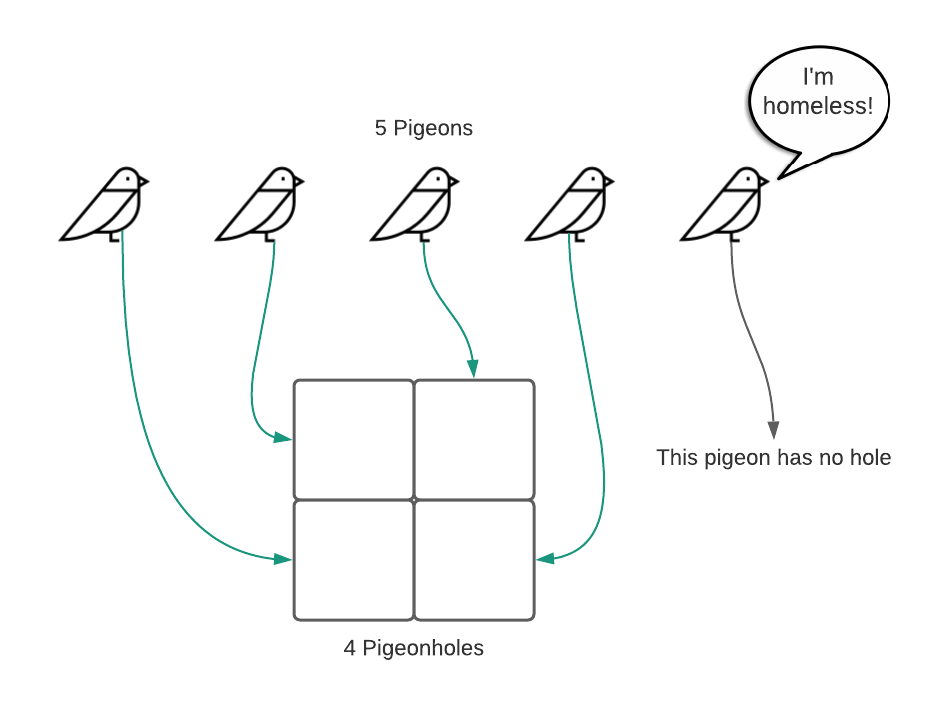 I'm
homeless!
5 Pigeons
This pigeon has no hole
4 Pigeonholes